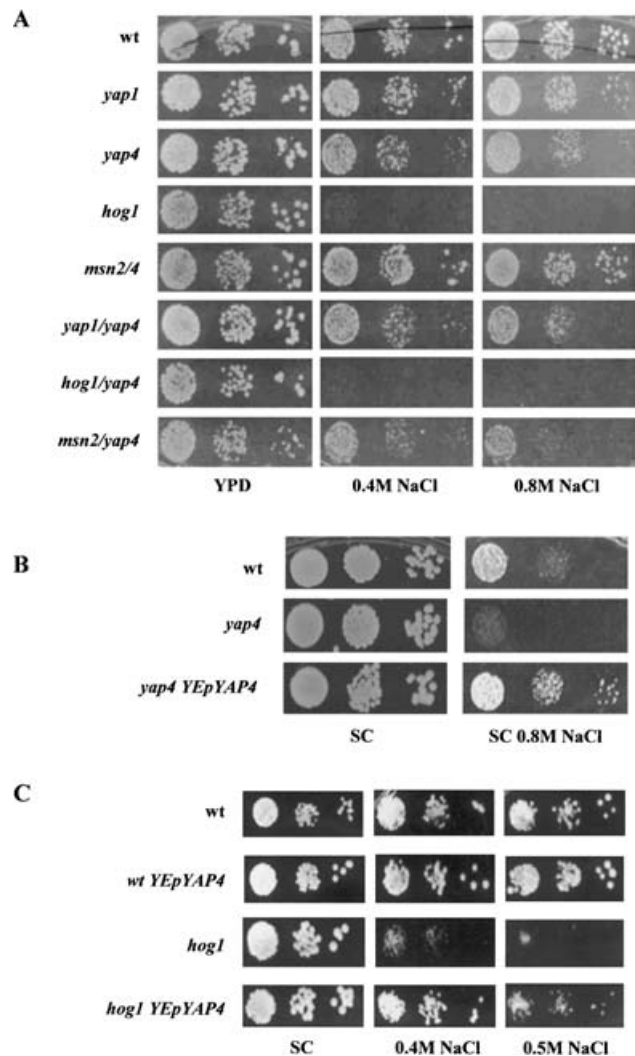 A
wt
yap1
yap4
hog1
msn2/4
yap1/yap4
hog1/yap4
msn2/yap4
YPD 0.4M NaCl 0.8M NaCl
B
wt
yap4
yap4 YEpYAP4
SC SC 0.8M NaCl
C
wt
wt YEpYAP4
hog1
hog1 YEpYAP4
SC 0.4M NaCl 0.5M NaCl